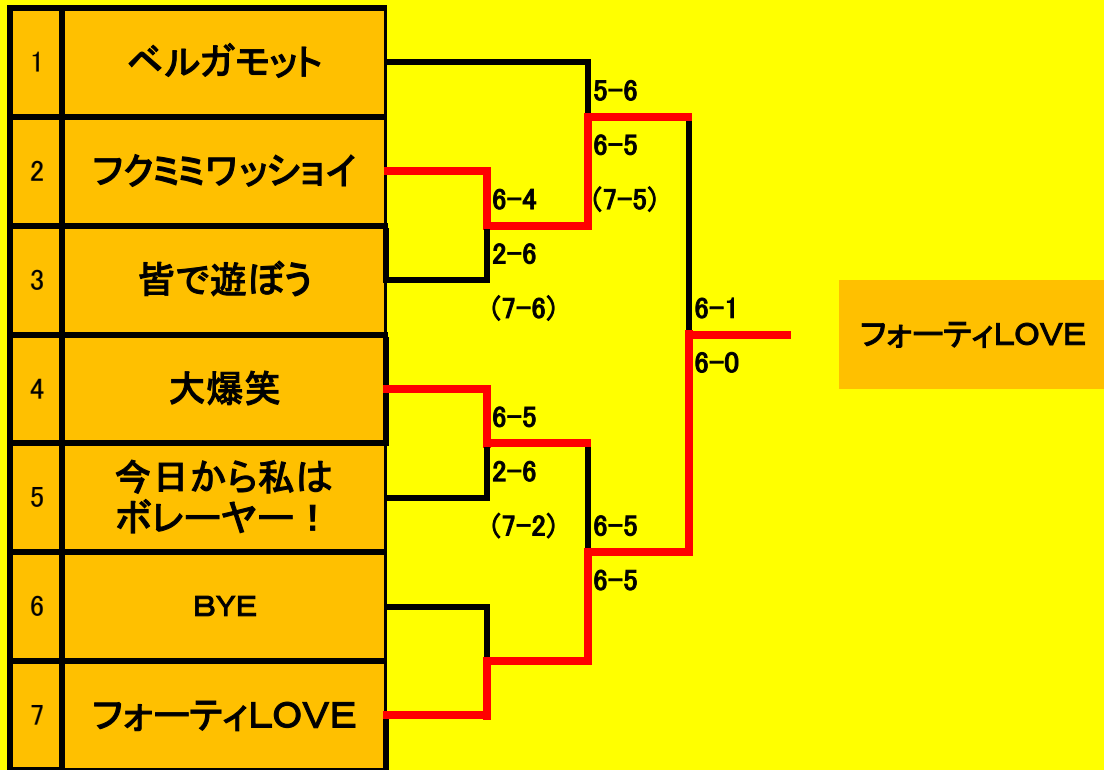 1 ベルガモット
2 フクミミワッショイ
3 皆で遊ぼう
4 大爆笑
5 今日から私は
ボレーヤー！
6 BYE
7 フォーティLOVE
5-6
6-5
(7-5)
6-4
2-6
(7-6)
6-5
2-6
(7-2)
6-5
6-5
6-1
6-0
フォーティLOVE